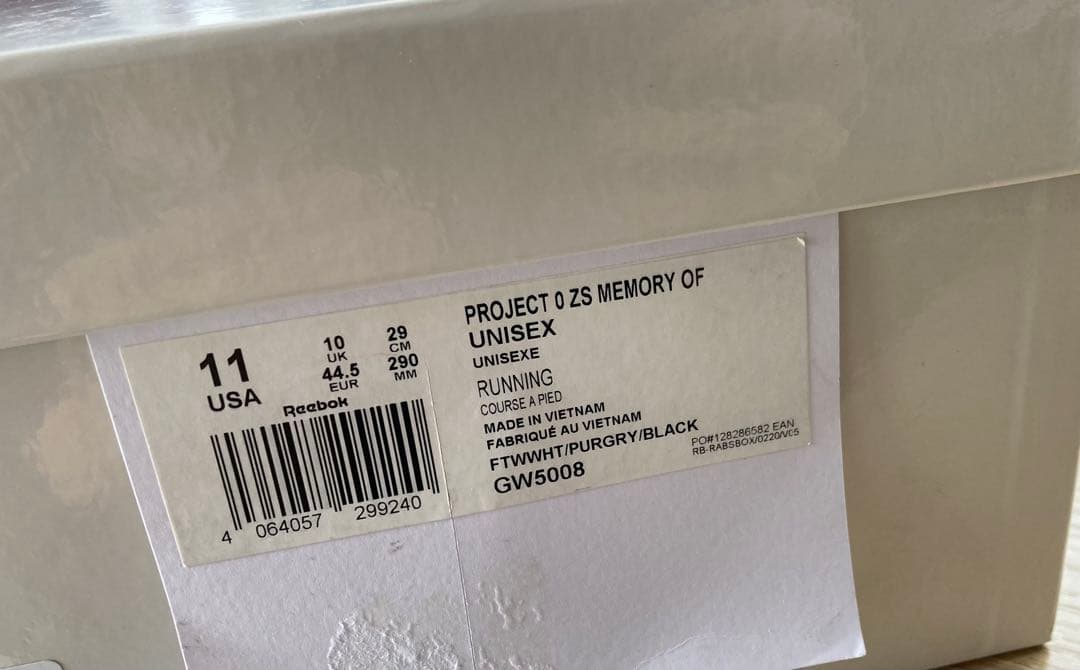 11
USA
10
UK
44.5
EUR
29
CM
290
MM
Reebok
4 064057 299240
PROJECT 0 ZS MEMORY OF
UNISEX
UNISEXE
RUNNING
COURSE A PIED
MADE IN VIETNAM
FABRIQUÉ AU VIETNAM
FTWWHT/PURGRY/BLACK
GW5008
PO#128286582 EAN
RB-RABSBOX/0220/V05